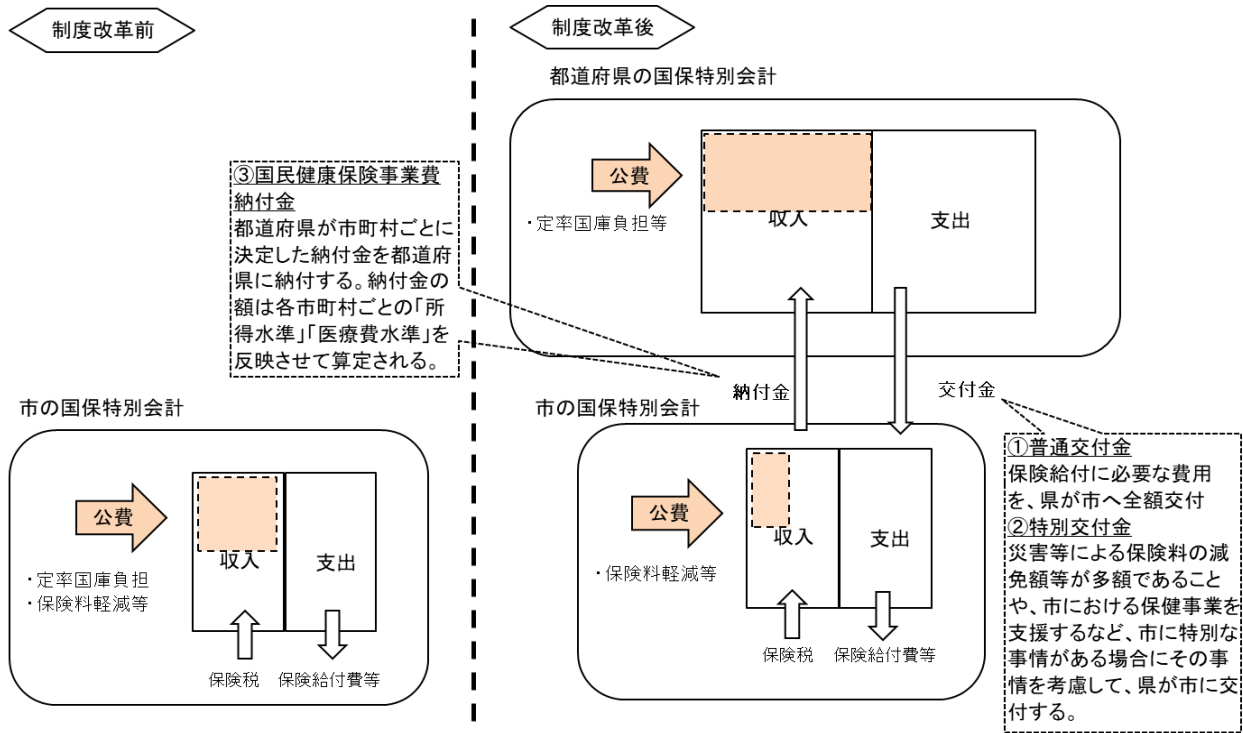 制度改革前
市の国保特別会計
公費
・定率国庫負担
・保険料軽減等
収入
支出
保険税
保険給付費等
制度改革後
都道府県の国保特別会計
公費
・定率国庫負担等
収入
支出
③国民健康保険事業費
納付金
都道府県が市町村ごとに
決定した納付金を都道府
県に納付する。納付金の
額は各市町村ごとの「所
得水準」「医療費水準」を
反映させて算定される。
納付金
交付金
市の国保特別会計
公費
・保険料軽減等
収入
支出
保険税
保険給付費等
①普通交付金
保険給付に必要な費用
を、県が市へ全額交付
②特別交付金
災害等による保険料の減
免額等が多額であること
や、市における保健事業を
支援するなど、市に特別な
事情がある場合にその事
情を考慮して、県が市に交
付する。